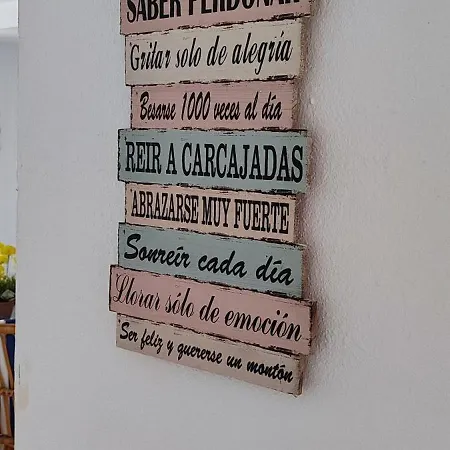 SABER PERDONAR
Gritar solo de alegría
Besarse 1000 veces al día
REIR A CARCAJADAS
ABRAZARSE MUY FUERTE
Sonreír cada día
Llorar sólo de emoción
Ser feliz y quererse un montón